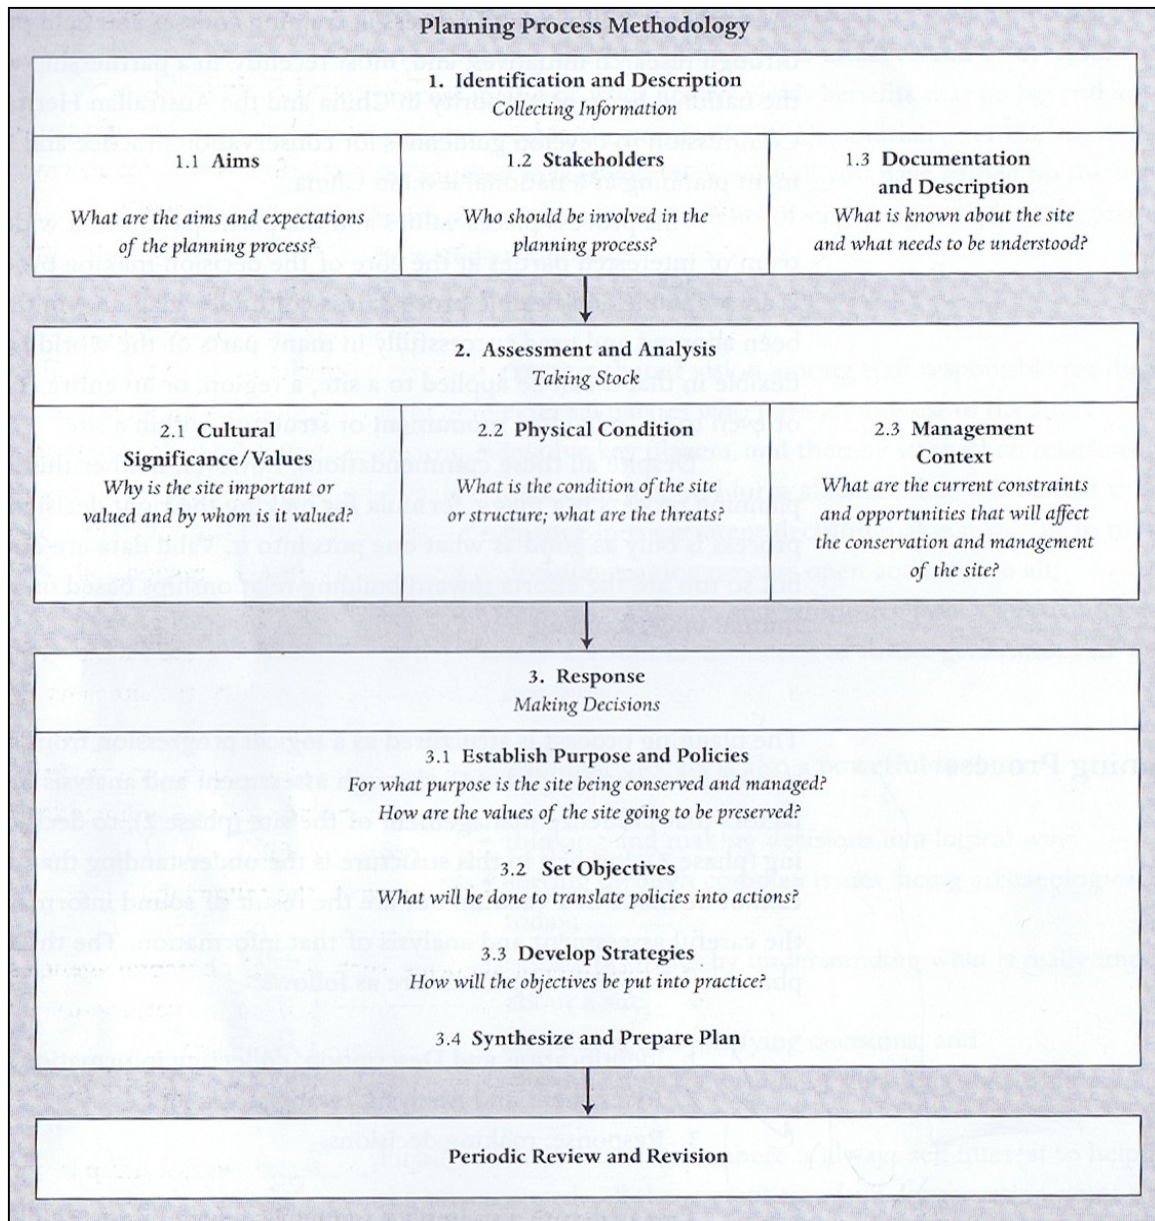 Planning Process Methodology
1. Identification and Description
Collecting Information
1.1 Aims
What are the aims and expectations
of the planning process?
1.2 Stakeholders
Who should be involved in the
planning process?
1.3 Documentation
and Description
What is known about the site
and what needs to be understood?
2. Assessment and Analysis
Taking Stock
2.1 Cultural
Significance/Values
Why is the site important or
valued and by whom is it valued?
2.2 Physical Condition
What is the condition of the site
or structure; what are the threats?
2.3 Management
Context
What are the current constraints
and opportunities that will affect
the conservation and management
of the site?
3. Response
Making Decisions
3.1 Establish Purpose and Policies
For what purpose is the site being conserved and managed?
How are the values of the site going to be preserved?
3.2 Set Objectives
What will be done to translate policies into actions?
3.3 Develop Strategies
How will the objectives be put into practice?
3.4 Synthesize and Prepare Plan
Periodic Review and Revision